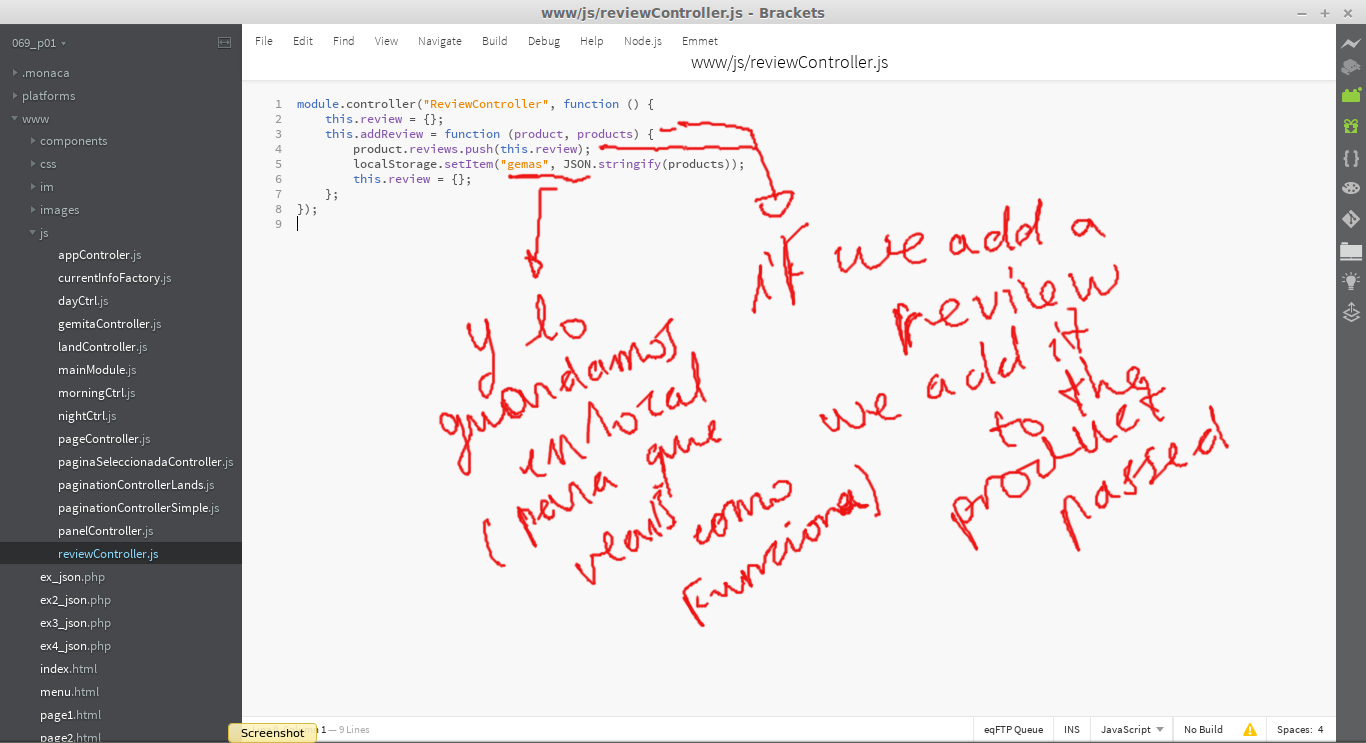 www/js/reviewController.js - Brackets
069_p01
.monaca
platforms
www
components
css
im
images
js
appControler.js
currentInfoFactory.js
dayCtrl.js
gemitaController.js
landController.js
mainModule.js
morningCtrl.js
nightCtrl.js
pageController.js
paginaSeleccionadaController.js
paginationControllerLands.js
paginationControllerSimple.js
panelController.js
reviewController.js
ex_json.php
ex2_json.php
ex3_json.php
ex4_json.php
index.html
menu.html
page1.html
page2.html
File Edit Find View Navigate Build Debug Help Node.js Emmet
www/js/reviewController.js
1 module.controller("ReviewController", function () {
2 this.review = {};
3 this.addReview = function (product, products) {
4 product.reviews.push(this.review);
5 localStorage.setItem("gemas", JSON.stringify(products));
6 this.review = {};
7 };
8 });
9
y lo
guardamos
en local
(para que
veais como
funciona)
if we add a
review
we add it
to the
product
passed
Screenshot
1 — 9 Lines
eqFTP Queue INS JavaScript No Build Spaces: 4